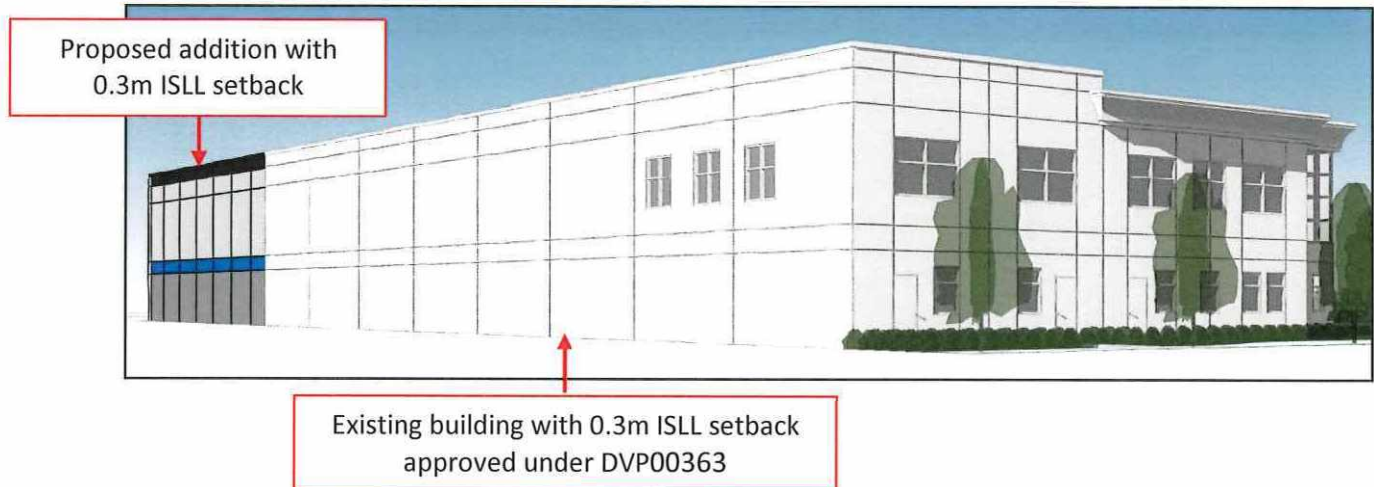 Proposed addition with
0.3m ISLL setback
Existing building with 0.3m ISLL setback
approved under DVP00363